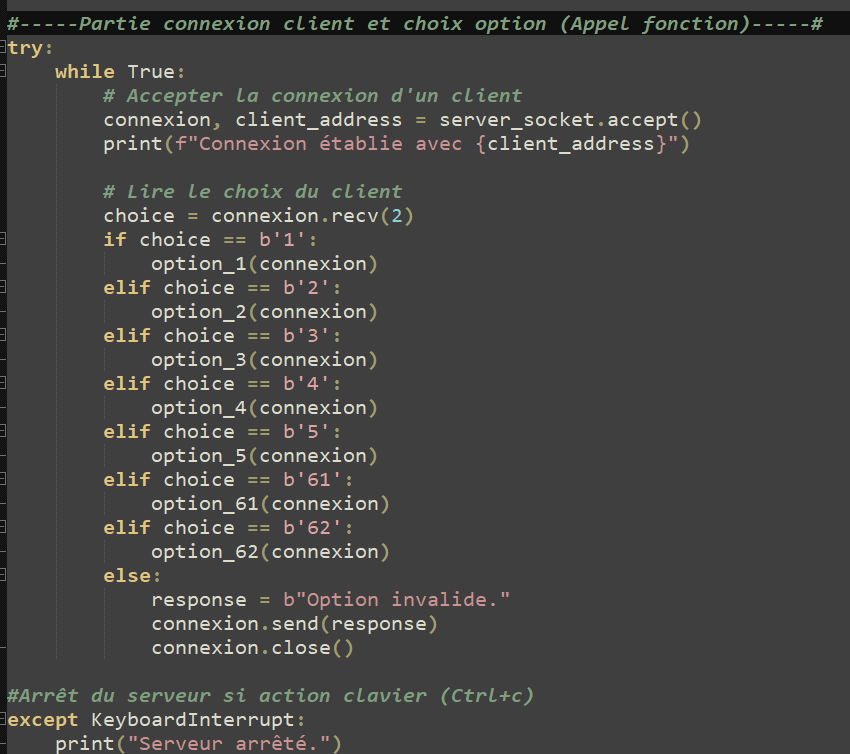 #-----Partie connexion client et choix option (Appel fonction)-----#
try:
    while True:
        # Accepter la connexion d'un client
        connexion, client_address = server_socket.accept()
        print(f"Connexion établie avec {client_address}")

        # Lire le choix du client
        choice = connexion.recv(2)
        if choice == b'1':
            option_1(connexion)
        elif choice == b'2':
            option_2(connexion)
        elif choice == b'3':
            option_3(connexion)
        elif choice == b'4':
            option_4(connexion)
        elif choice == b'5':
            option_5(connexion)
        elif choice == b'61':
            option_61(connexion)
        elif choice == b'62':
            option_62(connexion)
        else:
            response = b"Option invalide."
            connexion.send(response)
            connexion.close()

#Arrêt du serveur si action clavier (Ctrl+c)
except KeyboardInterrupt:
    print("Serveur arrêté.")